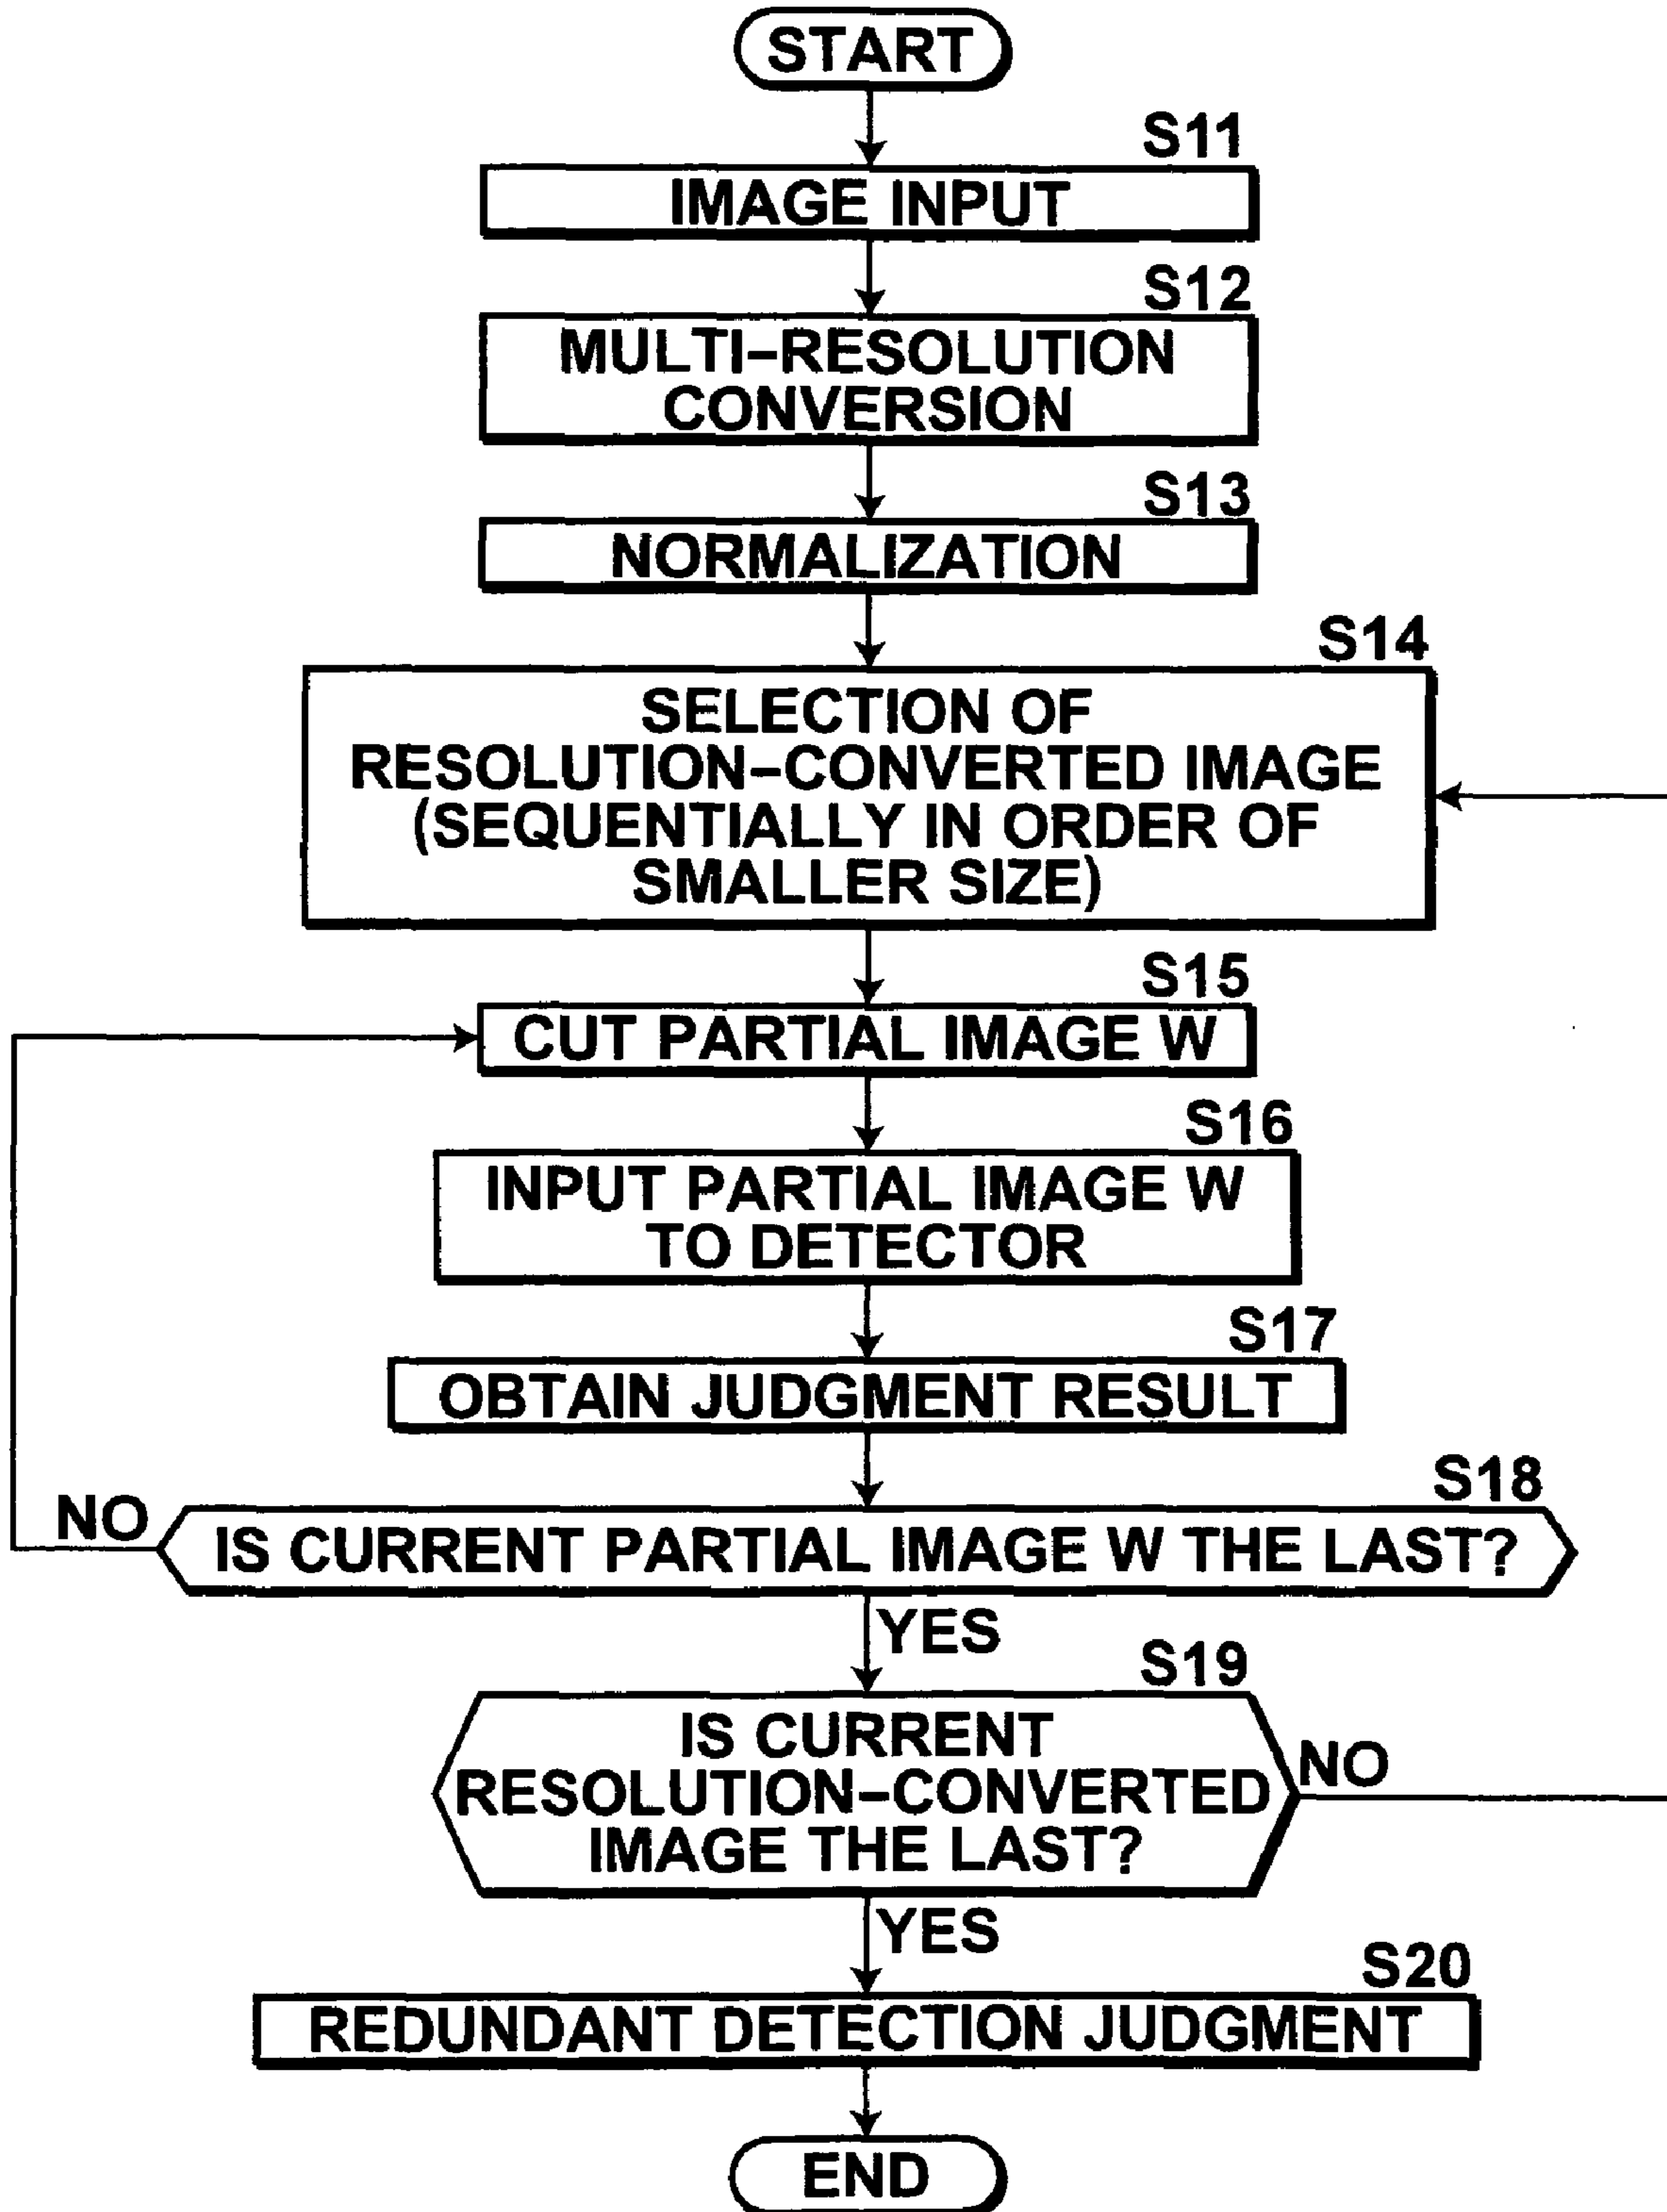 START
S11
IMAGE INPUT
S12
MULTI-RESOLUTION
CONVERSION
S13
NORMALIZATION
S14
SELECTION OF
RESOLUTION-CONVERTED IMAGE
(SEQUENTIALLY IN ORDER OF
SMALLER SIZE)
S15
CUT PARTIAL IMAGE W
S16
INPUT PARTIAL IMAGE W
TO DETECTOR
S17
OBTAIN JUDGMENT RESULT
S18
NO
IS CURRENT PARTIAL IMAGE W THE LAST?
YES
S19
IS CURRENT
RESOLUTION-CONVERTED
IMAGE THE LAST?
NO
YES
S20
REDUNDANT DETECTION JUDGMENT
END